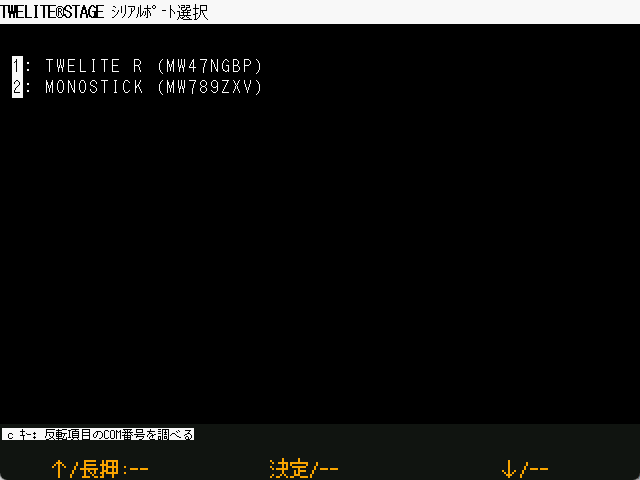 TWELITE®STAGE ｼﾘｱﾙﾎﾟｰﾄ選択
1: TWELITE R (MW47NGBP)
2: MONOSTICK (MW789ZXV)
c ｷｰ: 反転項目のCOM番号を調べる
↑/長押:-- 決定/-- ↓/--